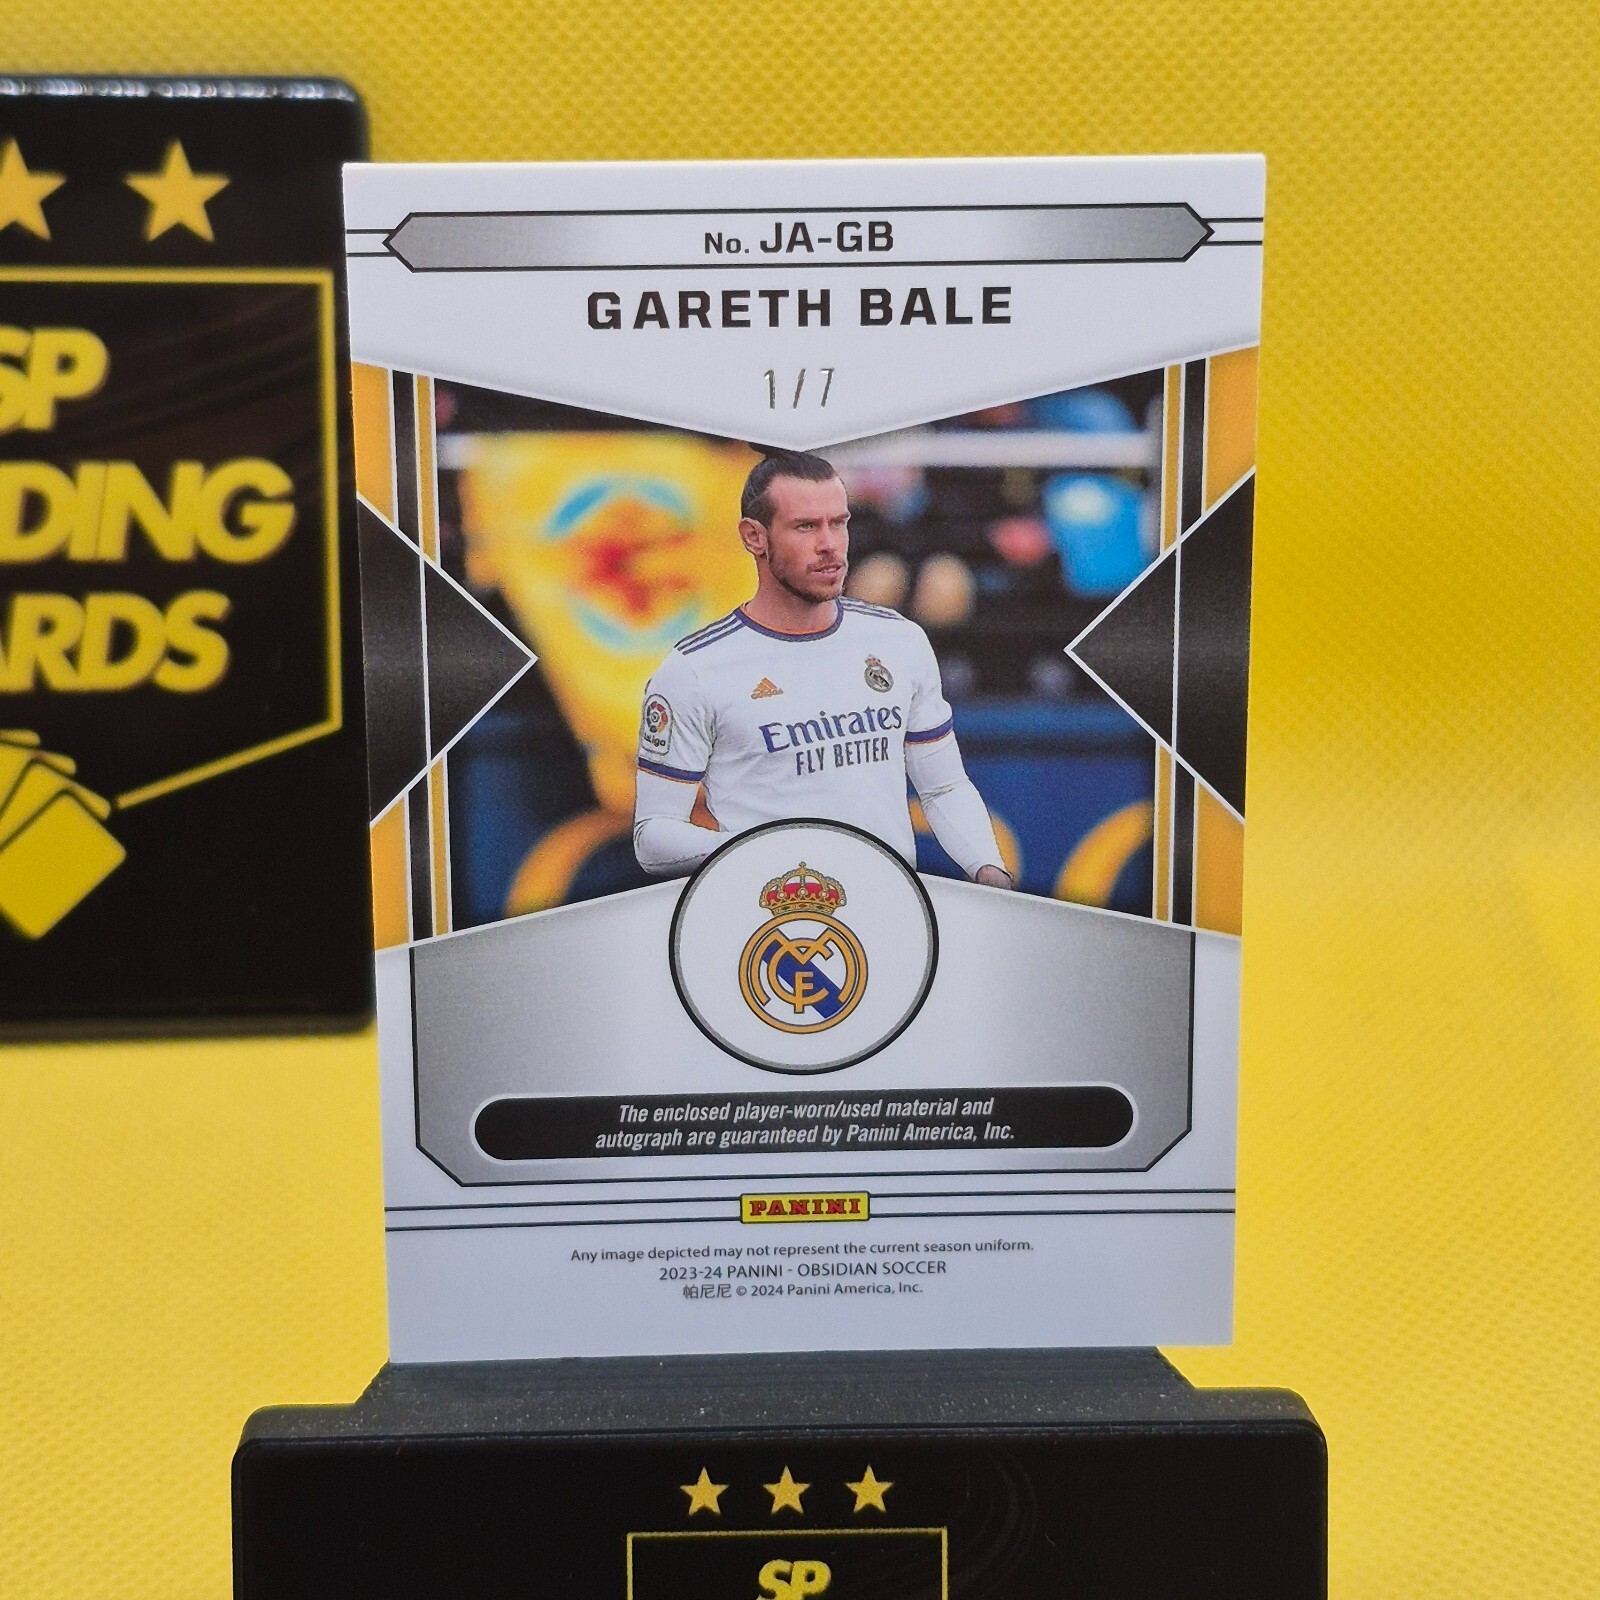 No. JA-GB
GARETH BALE
1/7
adidas
LaLiga
Emirates
FLY BETTER
The enclosed player-worn/used material and
autograph are guaranteed by Panini America, Inc.
PANINI
Any image depicted may not represent the current season uniform.
2023-24 PANINI - OBSIDIAN SOCCER
帕尼尼 © 2024 Panini America, Inc.
SP
DING
ARDS
SP